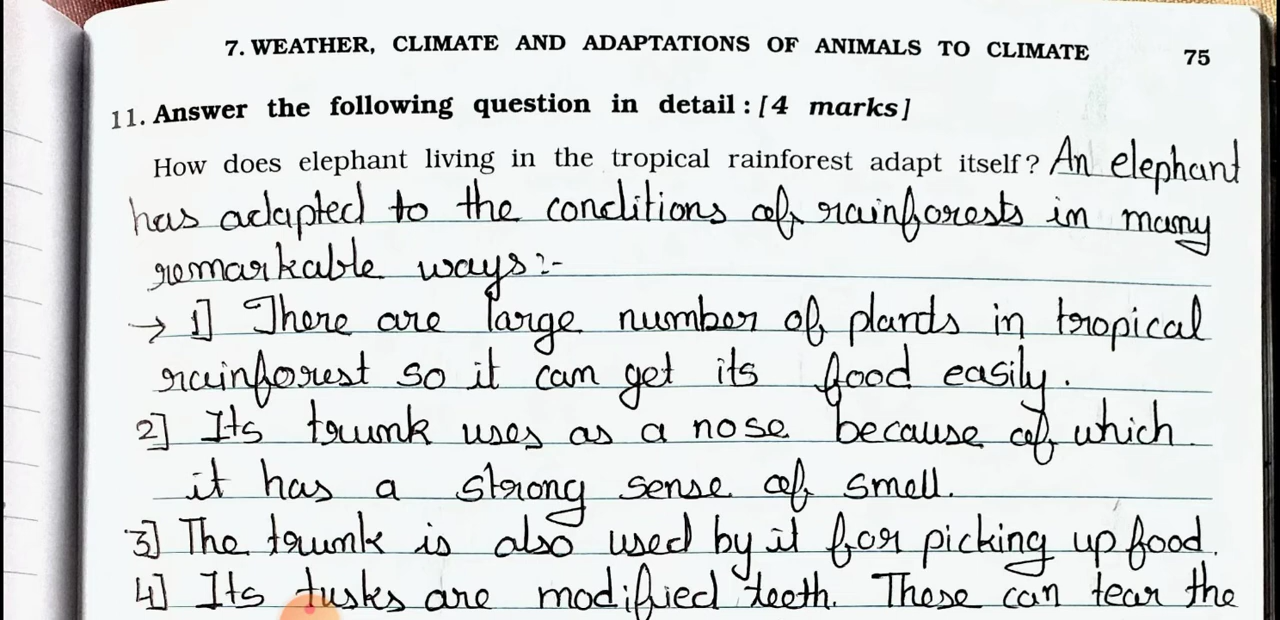 7. WEATHER, CLIMATE AND ADAPTATIONS OF ANIMALS TO CLIMATE 75
11. Answer the following question in detail : [4 marks]
How does elephant living in the tropical rainforest adapt itself? An elephant
has adapted to the conditions of rainforests in many
remarkable ways:-
→ 1] There are large number of plants in tropical
rainforest so it can get its food easily.
2] Its trunk uses as a nose because of which
it has a strong sense of smell.
3] The trunk is also used by it for picking up food.
4] Its tusks are modified teeth. These can tear the